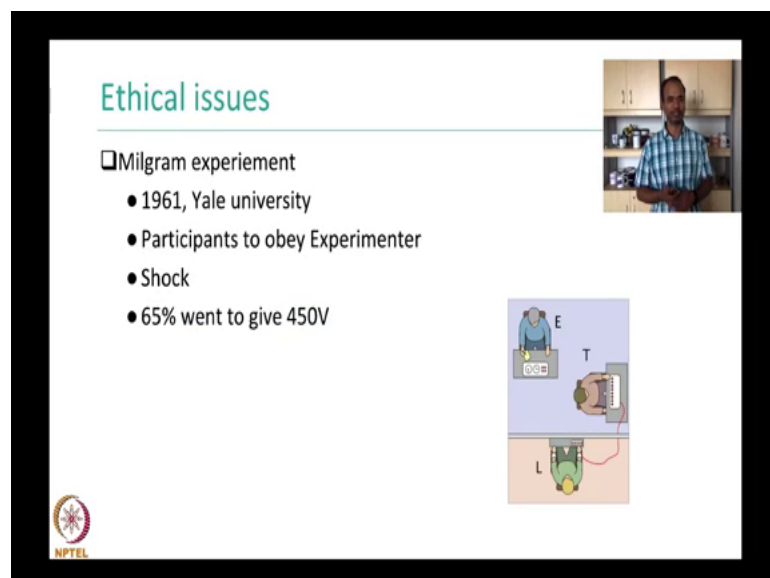 Ethical issues
❑Milgram experiement
● 1961, Yale university
● Participants to obey Experimenter
● Shock
● 65% went to give 450V
E
T
L
NPTEL